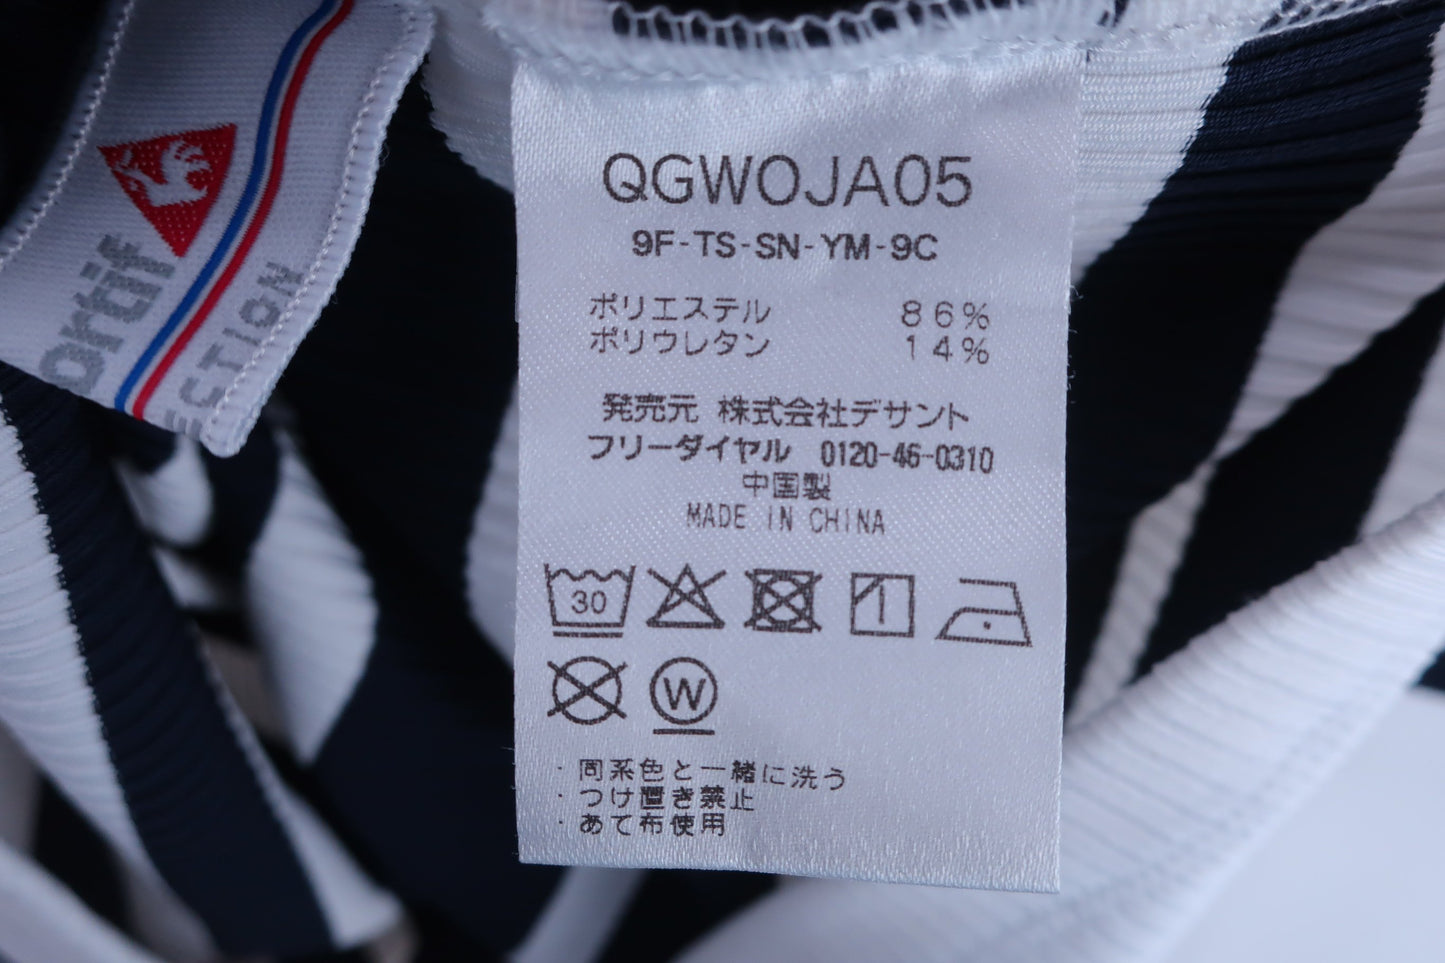 ortif
ECTION
QGWOJA05
9F-TS-SN-YM-9C
ポリエステル 86%
ポリウレタン 14%
発売元 株式会社デサント
フリーダイヤル 0120-46-0310
中国製
MADE IN CHINA
30
W
・同系色と一緒に洗う
・つけ置き禁止
・あて布使用